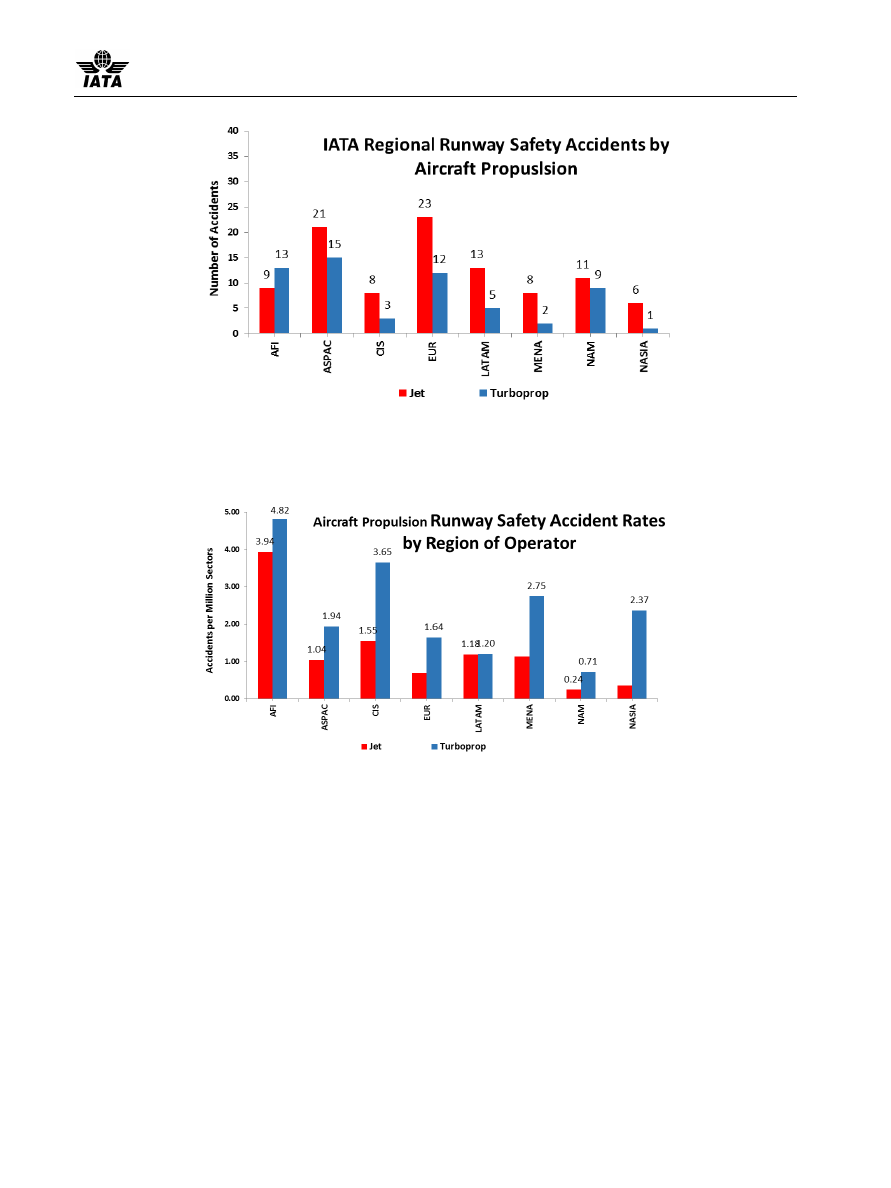 IATA
IATA Regional Runway Safety Accidents by
Aircraft Propuslsion
Number of Accidents
40
35
30
25
20
15
10
5
0
9 13 21 15 8 3 23 12 13 5 8 2 11 9 6 1
AFI ASPAC CIS EUR LATAM MENA NAM NASIA
Jet Turboprop
Aircraft Propulsion Runway Safety Accident Rates
by Region of Operator
Accidents per Million Sectors
5.00
4.00
3.00
2.00
1.00
0.00
3.94 4.82 1.04 1.94 1.55 3.65 1.64 1.18 1.20 2.75 0.24 0.71 2.37
AFI ASPAC CIS EUR LATAM MENA NAM NASIA
Jet Turboprop